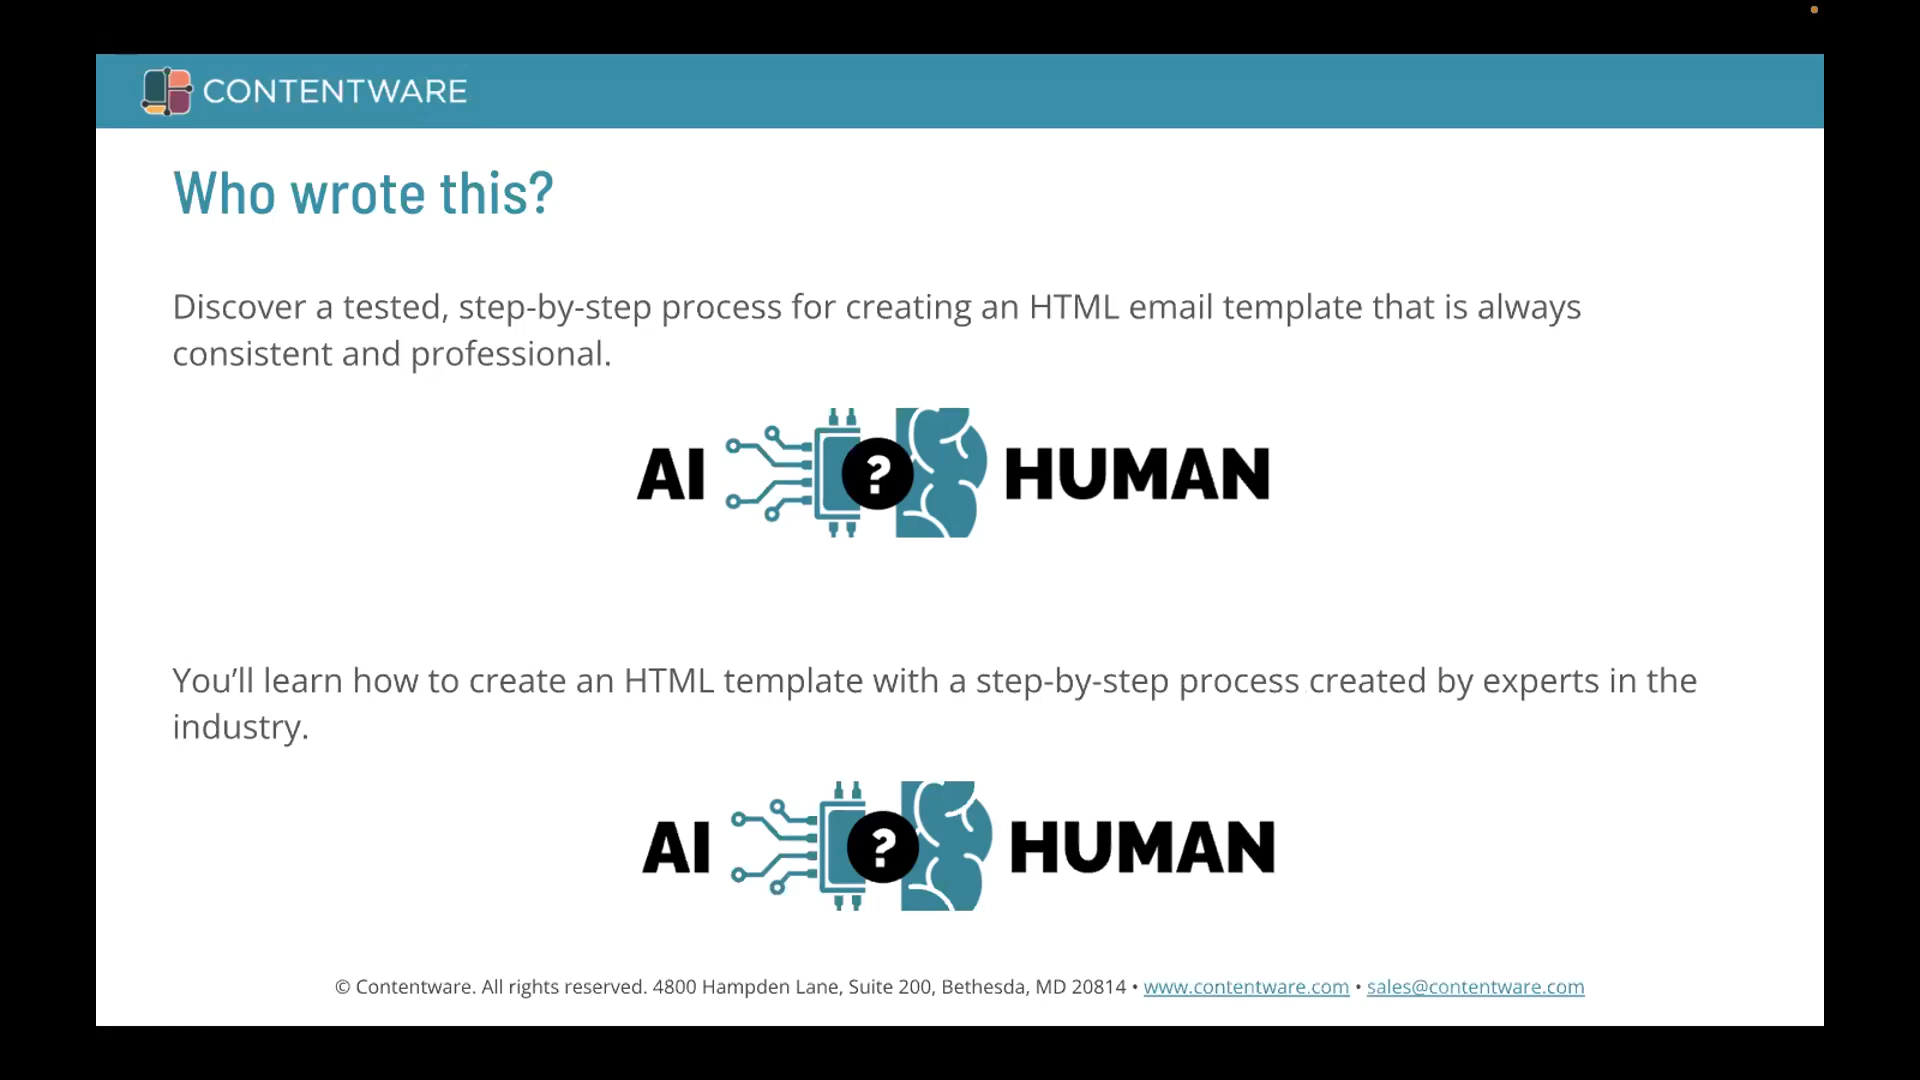 CONTENTWARE
Who wrote this?
Discover a tested, step-by-step process for creating an HTML email template that is always
consistent and professional.
AI ? HUMAN
You’ll learn how to create an HTML template with a step-by-step process created by experts in the
industry.
AI ? HUMAN
© Contentware. All rights reserved. 4800 Hampden Lane, Suite 200, Bethesda, MD 20814 • www.contentware.com • sales@contentware.com